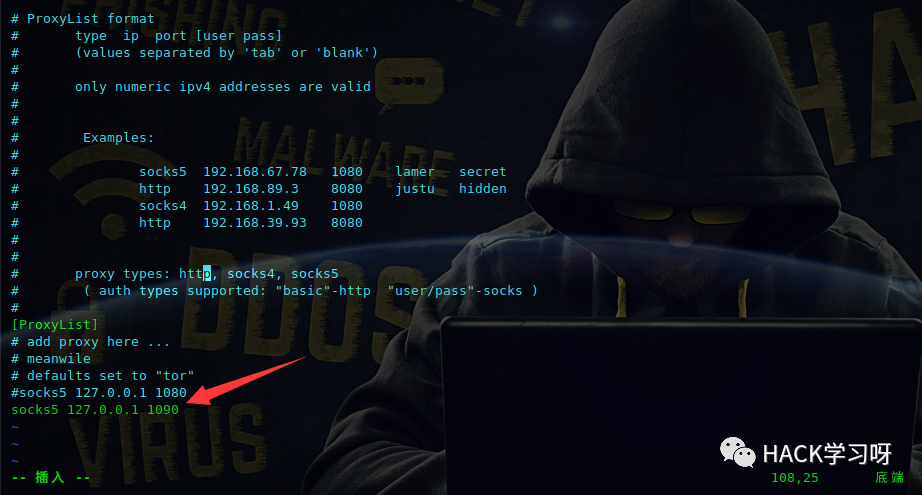 # ProxyList format
#       type  ip  port [user pass]
#       (values separated by 'tab' or 'blank')
#
#       only numeric ipv4 addresses are valid
#
#
#        Examples:
#
#               socks5  192.168.67.78   1080    lamer   secret
#               http    192.168.89.3    8080    justu   hidden
#               socks4  192.168.1.49    1080
#               http    192.168.39.93   8080
#
#
#       proxy types: http, socks4, socks5
#        ( auth types supported: "basic"-http  "user/pass"-socks )
#
[ProxyList]
# add proxy here ...
# meanwile
# defaults set to "tor"
#socks5 127.0.0.1 1080
socks5 127.0.0.1 1090
~
~
~
-- 插入 --
108,25
底端
MALWARE
DDOS
VIRUS
HACK学习呀